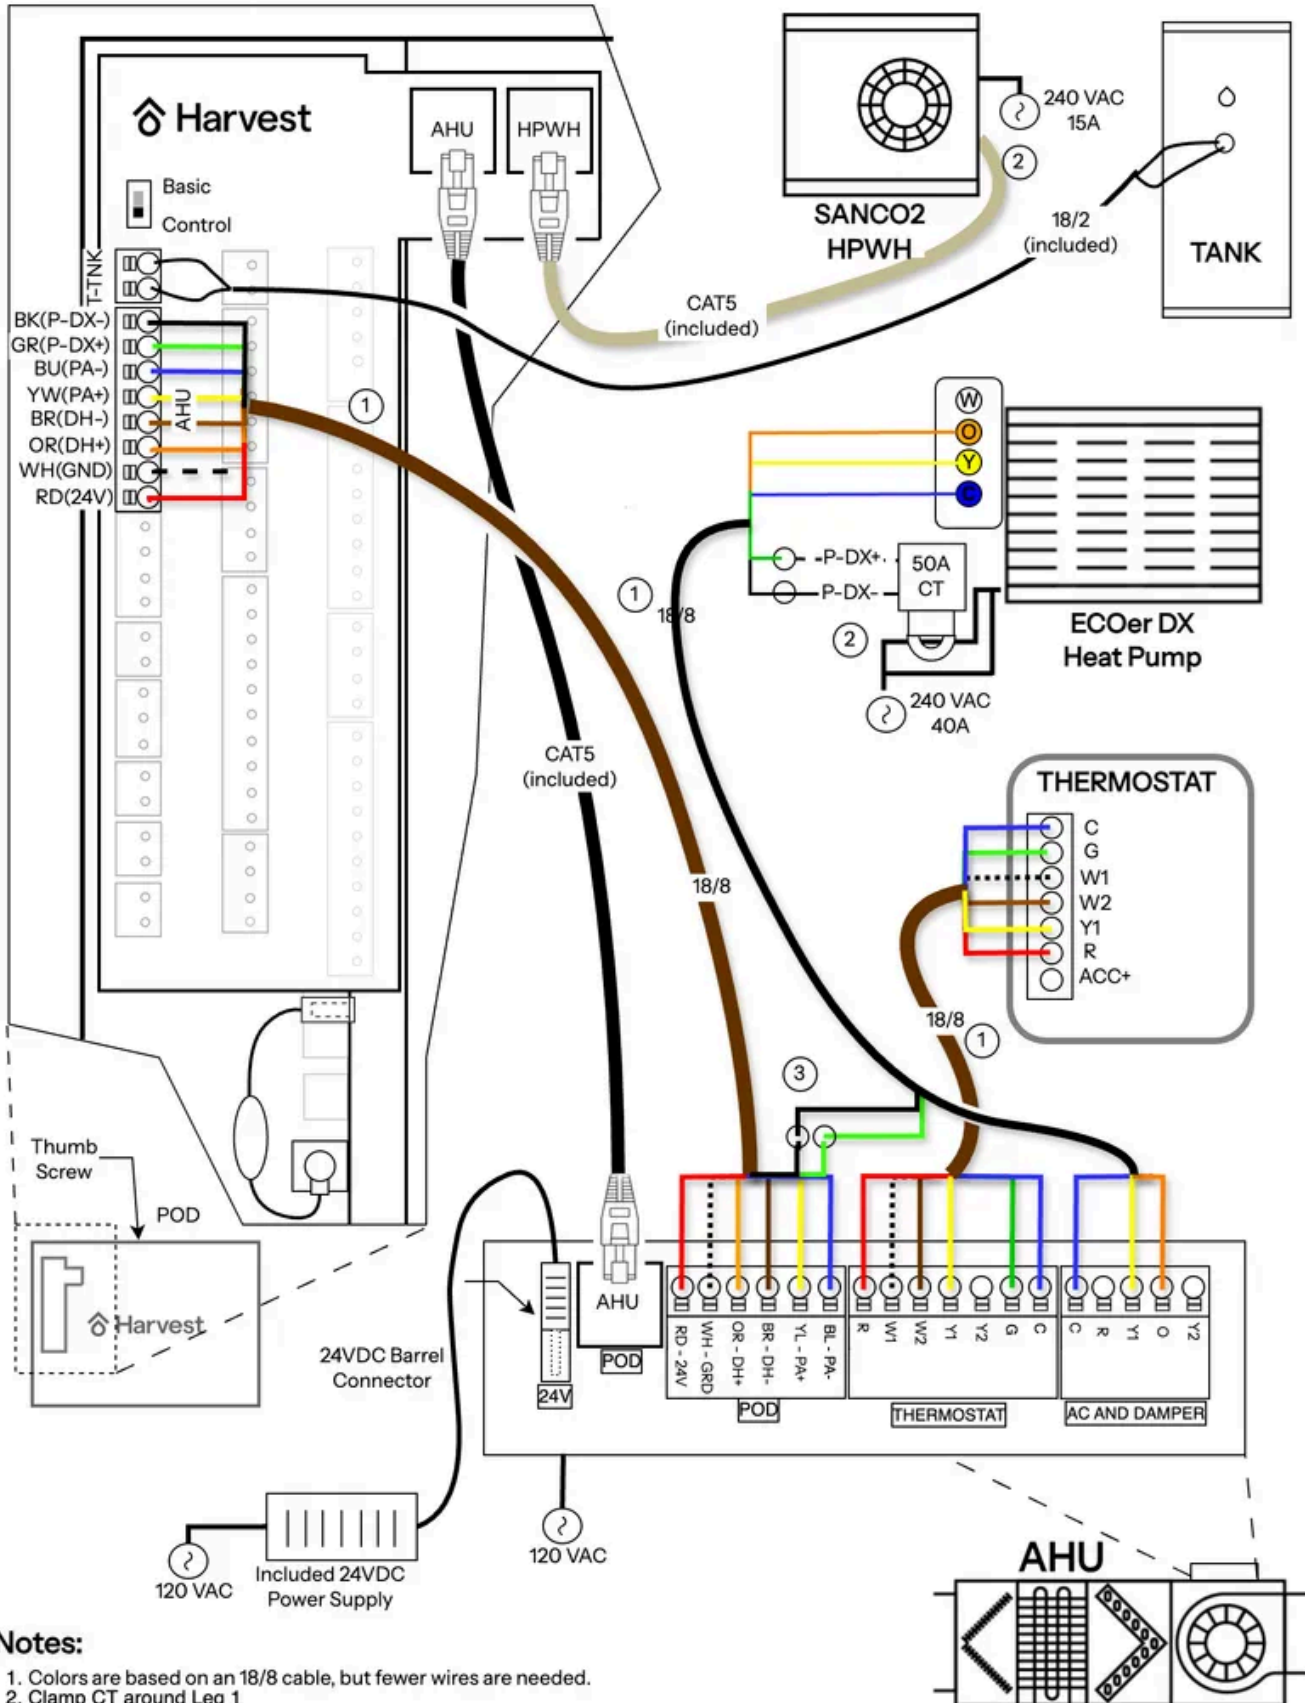 Harvest
Basic
Control
AHU
HPWH
T-TNK
BK(P-DX-)
GR(P-DX+)
BU(PA-)
YW(PA+)
BR(DH-)
OR(DH+)
WH(GND)
RD(24V)
AHU
1
SANCO2
HPWH
240 VAC
15A
2
18/2
(included)
TANK
CAT5
(included)
W
O
Y
C
P-DX+
P-DX-
50A
CT
1
18/8
2
ECOer DX
Heat Pump
240 VAC
40A
CAT5
(included)
18/8
THERMOSTAT
C
G
W1
W2
Y1
R
ACC+
18/8
1
3
Thumb
Screw
POD
Harvest
24VDC Barrel
Connector
24V
AHU
POD
RD - 24V
WH - GRD
OR - DH+
BR - DH-
YL - PA+
BL - PA-
POD
R
W1
W2
Y1
Y2
G
C
THERMOSTAT
C
R
Y1
O
Y2
AC AND DAMPER
120 VAC
Included 24VDC
Power Supply
120 VAC
AHU
Notes:
1. Colors are based on an 18/8 cable, but fewer wires are needed.
2. Clamp CT around Leg 1